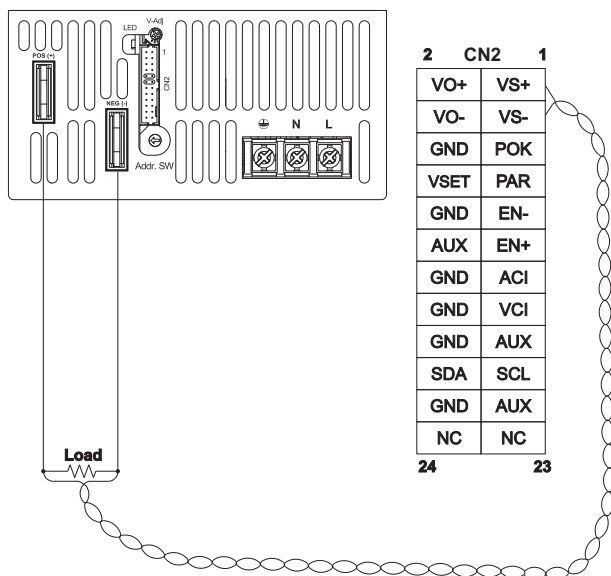 V-Adj
LED
POS (+)
1
CN2
NEG (-)
Addr. SW
N L
2 CN2 1
VO+ VS+
VO- VS-
GND POK
VSET PAR
GND EN-
AUX EN+
GND ACI
GND VCI
GND AUX
SDA SCL
GND AUX
NC NC
24 23
Load